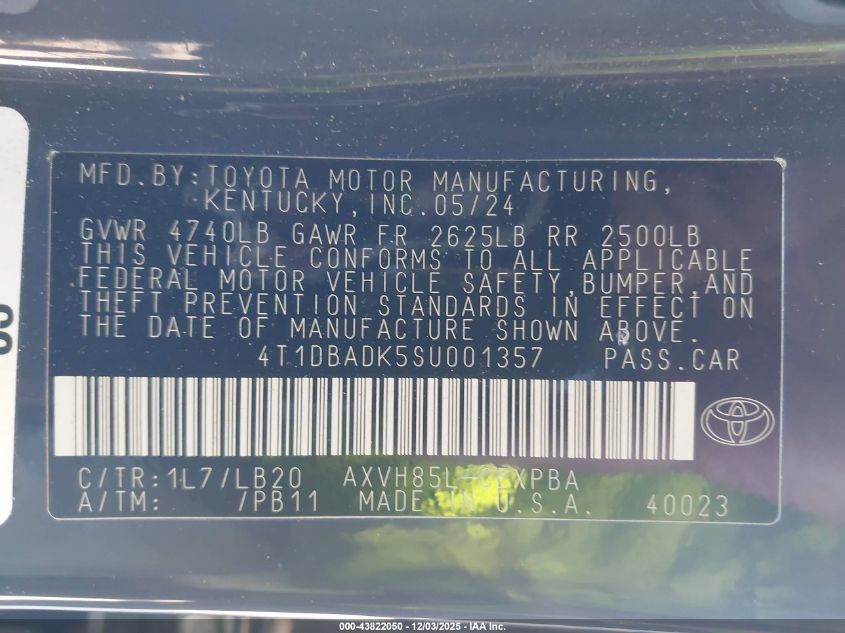 MFD.BY:TOYOTA MOTOR MANUFACTURING,
KENTUCKY,INC.05/24
GVWR 4740LB GAWR FR 2625LB RR 2500LB
THIS VEHICLE CONFORMS TO ALL APPLICABLE
FEDERAL MOTOR VEHICLE SAFETY,BUMPER,AND
THEFT PREVENTION STANDARDS IN EFFECT ON
THE DATE OF MANUFACTURE SHOWN ABOVE.
4T1DBADK5SU001357 PASS.CAR
C/TR:1L7/LB20
A/TM: /PB11 MADE IN U.S.A. 40023
000-43822050 - 12/03/2025 - IAA Inc.